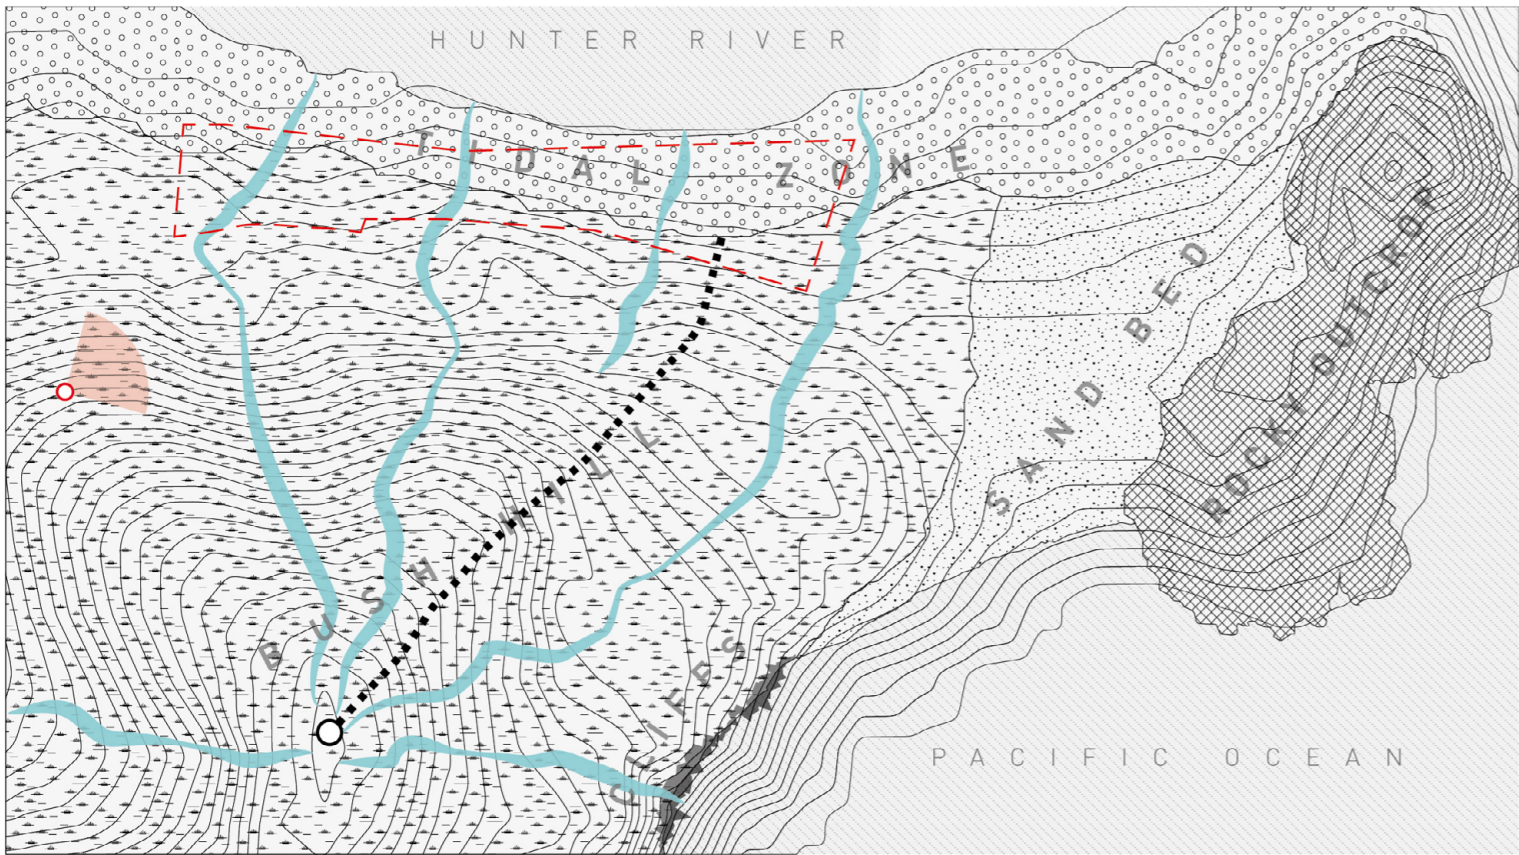 HUNTER RIVER
TIDAL ZONE
SAND BED
ROCKY OUTCROP
BUSH HILL
CLIFFS
PACIFIC OCEAN